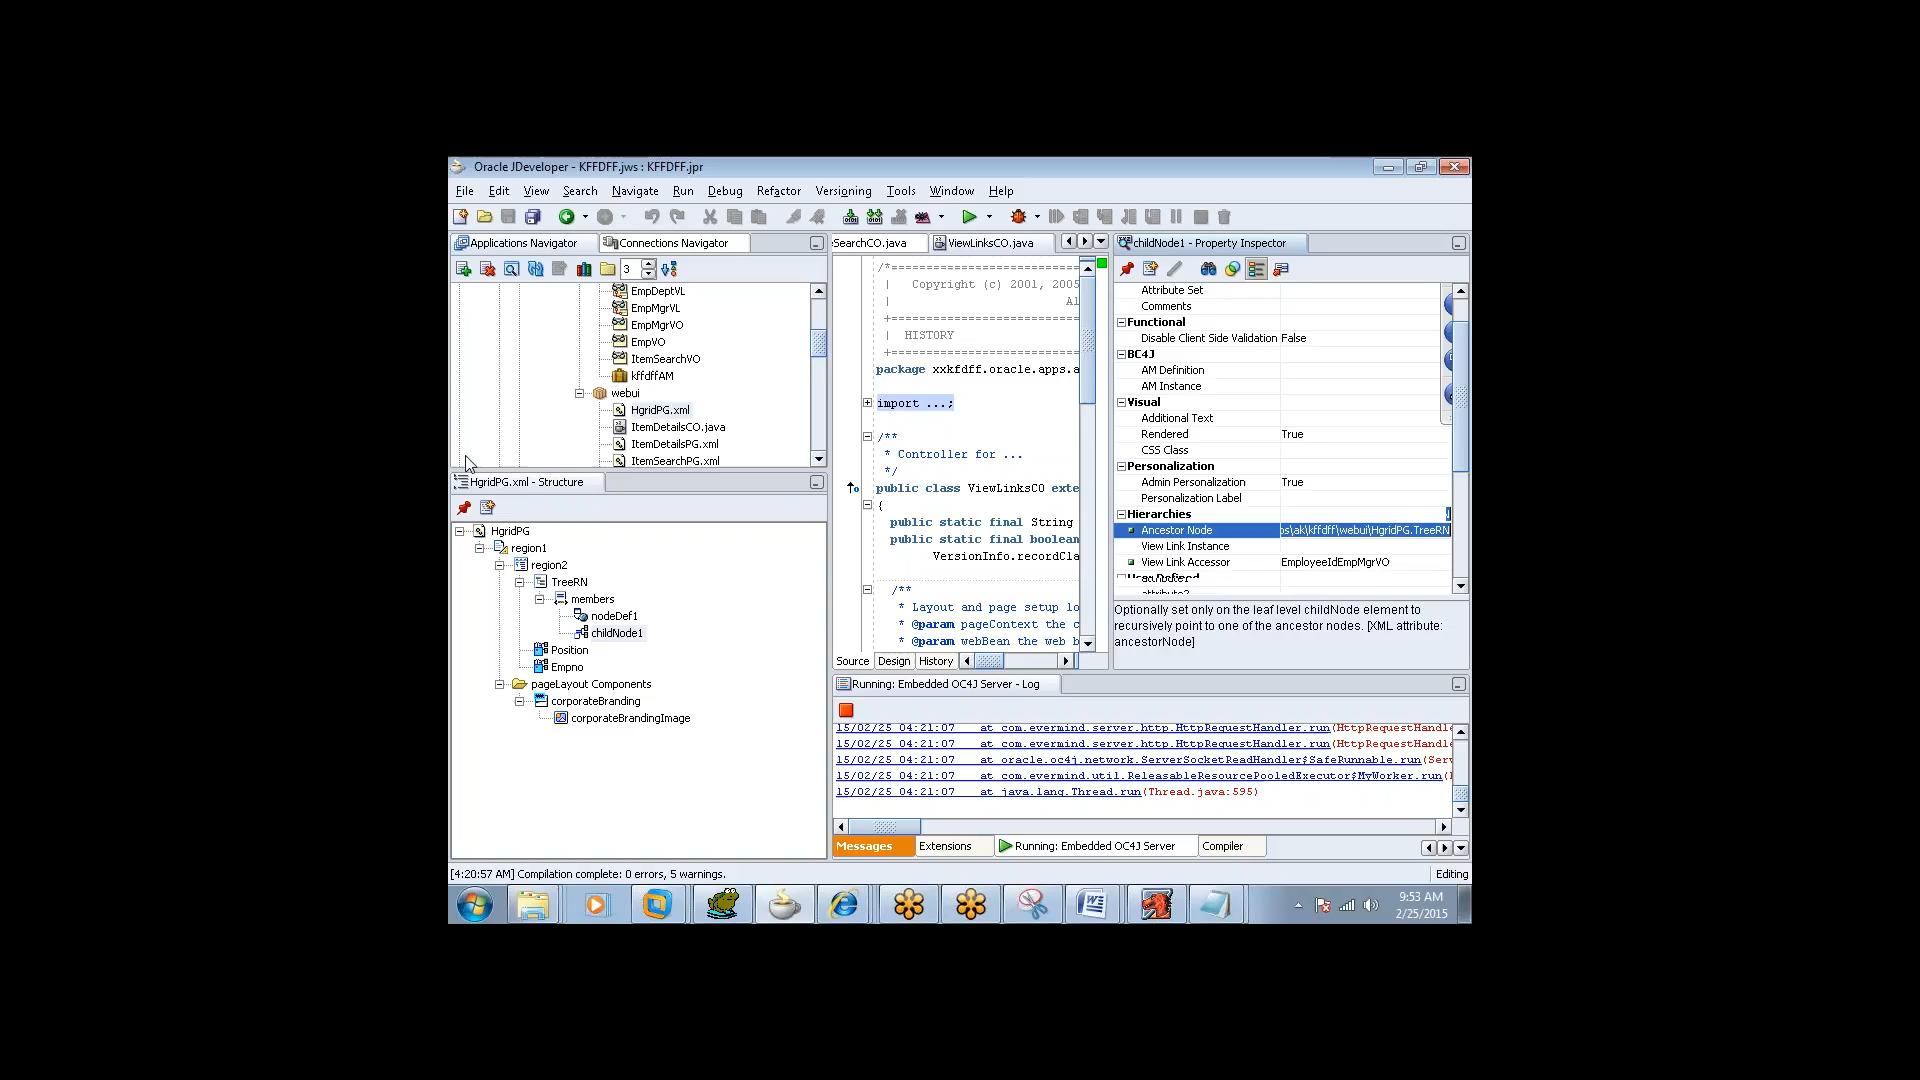 Oracle JDeveloper - KFFDFF.jws : KFFDFF.jpr
File Edit View Search Navigate Run Debug Refactor Versioning Tools Window Help
Applications Navigator
Connections Navigator
3
EmpDeptVL
EmpMgrVL
EmpMgrVO
EmpVO
ItemSearchVO
kffdffAM
webui
HgridPG.xml
ItemDetailsCO.java
ItemDetailsPG.xml
ItemSearchPG.xml
HgridPG.xml - Structure
HgridPG
region1
region2
TreeRN
members
nodeDef1
childNode1
Position
Empno
pageLayout Components
corporateBranding
corporateBrandingImage
SearchCO.java
ViewLinksCO.java
/*============================
| Copyright (c) 2001, 2005
| Al
+===========================
| HISTORY
+===========================
package xxkfdff.oracle.apps.a
import ...;
/**
* Controller for ...
*/
public class ViewLinksCO exte
{
public static final String
public static final boolean
VersionInfo.recordCla
/**
* Layout and page setup lo
* @param pageContext the c
* @param webBean the web b
Source Design History
childNode1 - Property Inspector
Attribute Set
Comments
Functional
Disable Client Side Validation False
BC4J
AM Definition
AM Instance
Visual
Additional Text
Rendered True
CSS Class
Personalization
Admin Personalization True
Personalization Label
Hierarchies
Ancestor Node os\ak\kffdff\webui\HgridPG.TreeRN
View Link Instance
View Link Accessor EmployeeIdEmpMgrVO
Optionally set only on the leaf level childNode element to
recursively point to one of the ancestor nodes. [XML attribute:
ancestorNode]
Running: Embedded OC4J Server - Log
15/02/25 04:21:07 at com.evermind.server.http.HttpRequestHandler.run(HttpRequestHandle
15/02/25 04:21:07 at com.evermind.server.http.HttpRequestHandler.run(HttpRequestHandle
15/02/25 04:21:07 at oracle.oc4j.network.ServerSocketReadHandler$SafeRunnable.run(Serv
15/02/25 04:21:07 at com.evermind.util.ReleasableResourcePooledExecutor$MyWorker.run(
15/02/25 04:21:07 at java.lang.Thread.run(Thread.java:595)
Messages Extensions Running: Embedded OC4J Server Compiler
[4:20:57 AM] Compilation complete: 0 errors, 5 warnings.
Editing
9:53 AM
2/25/2015